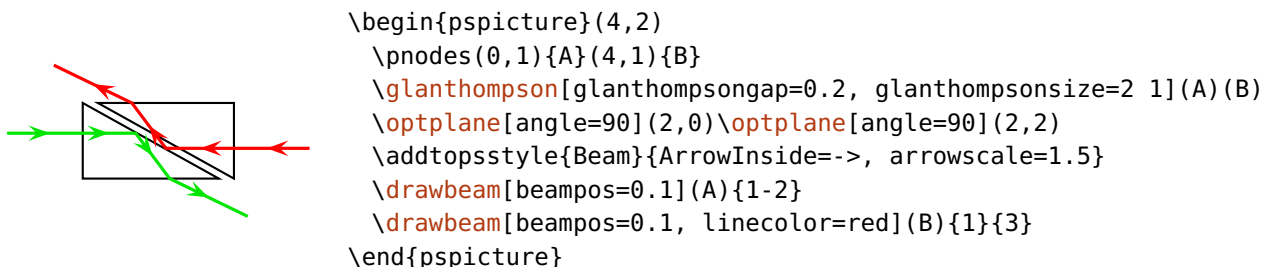 \begin{pspicture}(4,2)
\pnodes(0,1){A}(4,1){B}
\glanthompson[glanthompsongap=0.2, glanthompsonsize=2 1](A)(B)
\optplane[angle=90](2,0)\optplane[angle=90](2,2)
\addtopsstyle{Beam}{ArrowInside=->, arrowscale=1.5}
\drawbeam[beampos=0.1](A){1-2}
\drawbeam[beampos=0.1, linecolor=red](B){1}{3}
\end{pspicture}